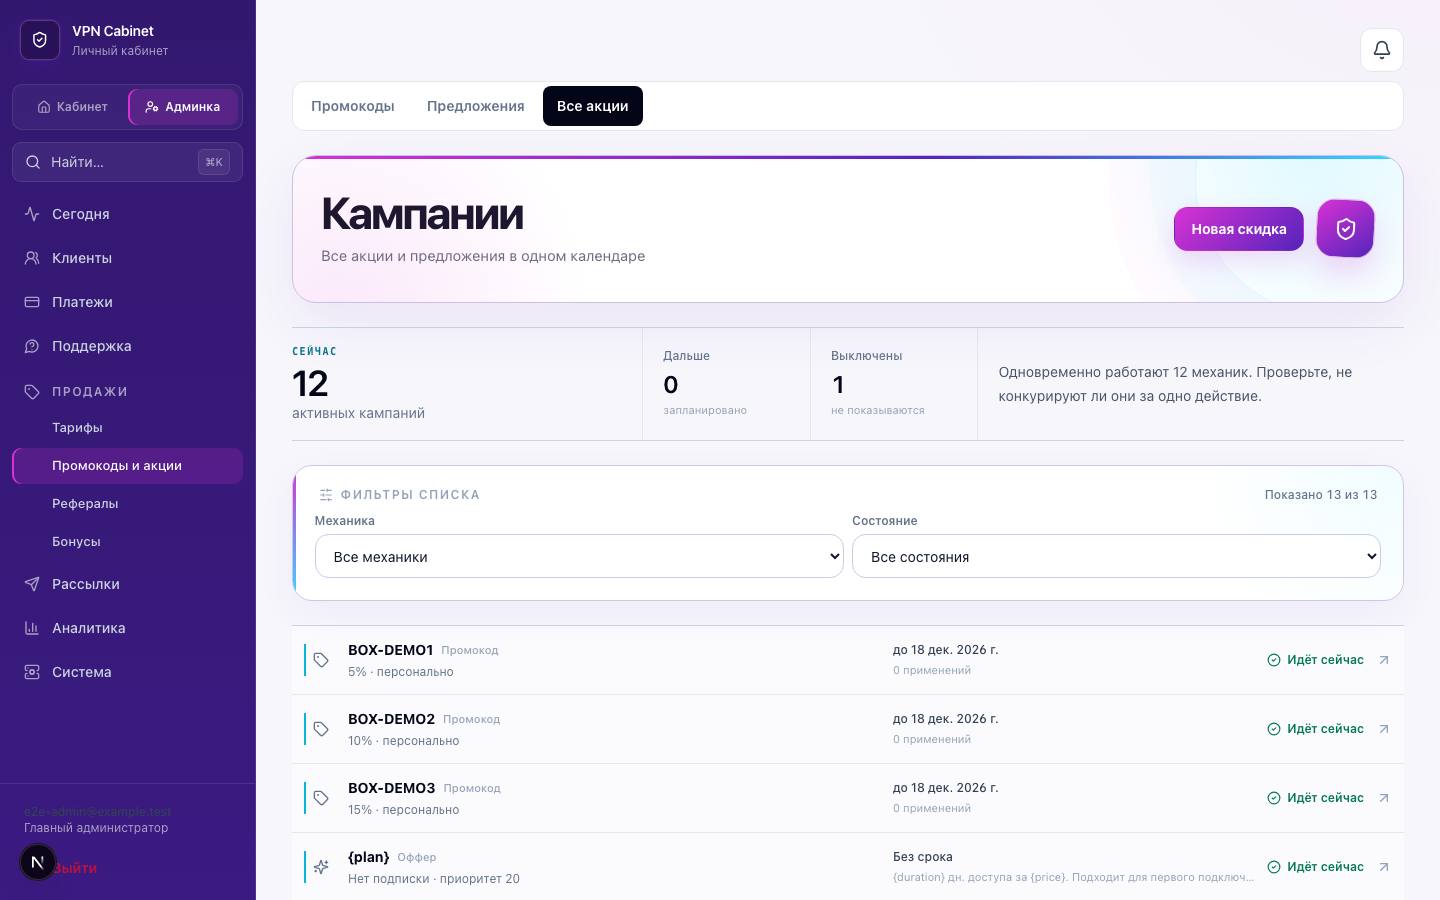 VPN Cabinet
Личный кабинет
Кабинет
Админка
Найти...
⌘K
Сегодня
Клиенты
Платежи
Поддержка
ПРОДАЖИ
Тарифы
Промокоды и акции
Рефералы
Бонусы
Рассылки
Аналитика
Система
e2e-admin@example.test
Главный администратор
N
Выйти
Промокоды
Предложения
Все акции
Кампании
Все акции и предложения в одном календаре
Новая скидка
СЕЙЧАС
12
активных кампаний
Дальше
0
запланировано
Выключены
1
не показываются
Одновременно работают 12 механик. Проверьте, не
конкурируют ли они за одно действие.
ФИЛЬТРЫ СПИСКА
Показано 13 из 13
Механика
Все механики
Состояние
Все состояния
BOX-DEMO1 Промокод
5% · персонально
до 18 дек. 2026 г.
0 применений
Идёт сейчас
BOX-DEMO2 Промокод
10% · персонально
до 18 дек. 2026 г.
0 применений
Идёт сейчас
BOX-DEMO3 Промокод
15% · персонально
до 18 дек. 2026 г.
0 применений
Идёт сейчас
{plan} Оффер
Нет подписки · приоритет 20
Без срока
{duration} дн. доступа за {price}. Подходит для первого подключ...
Идёт сейчас